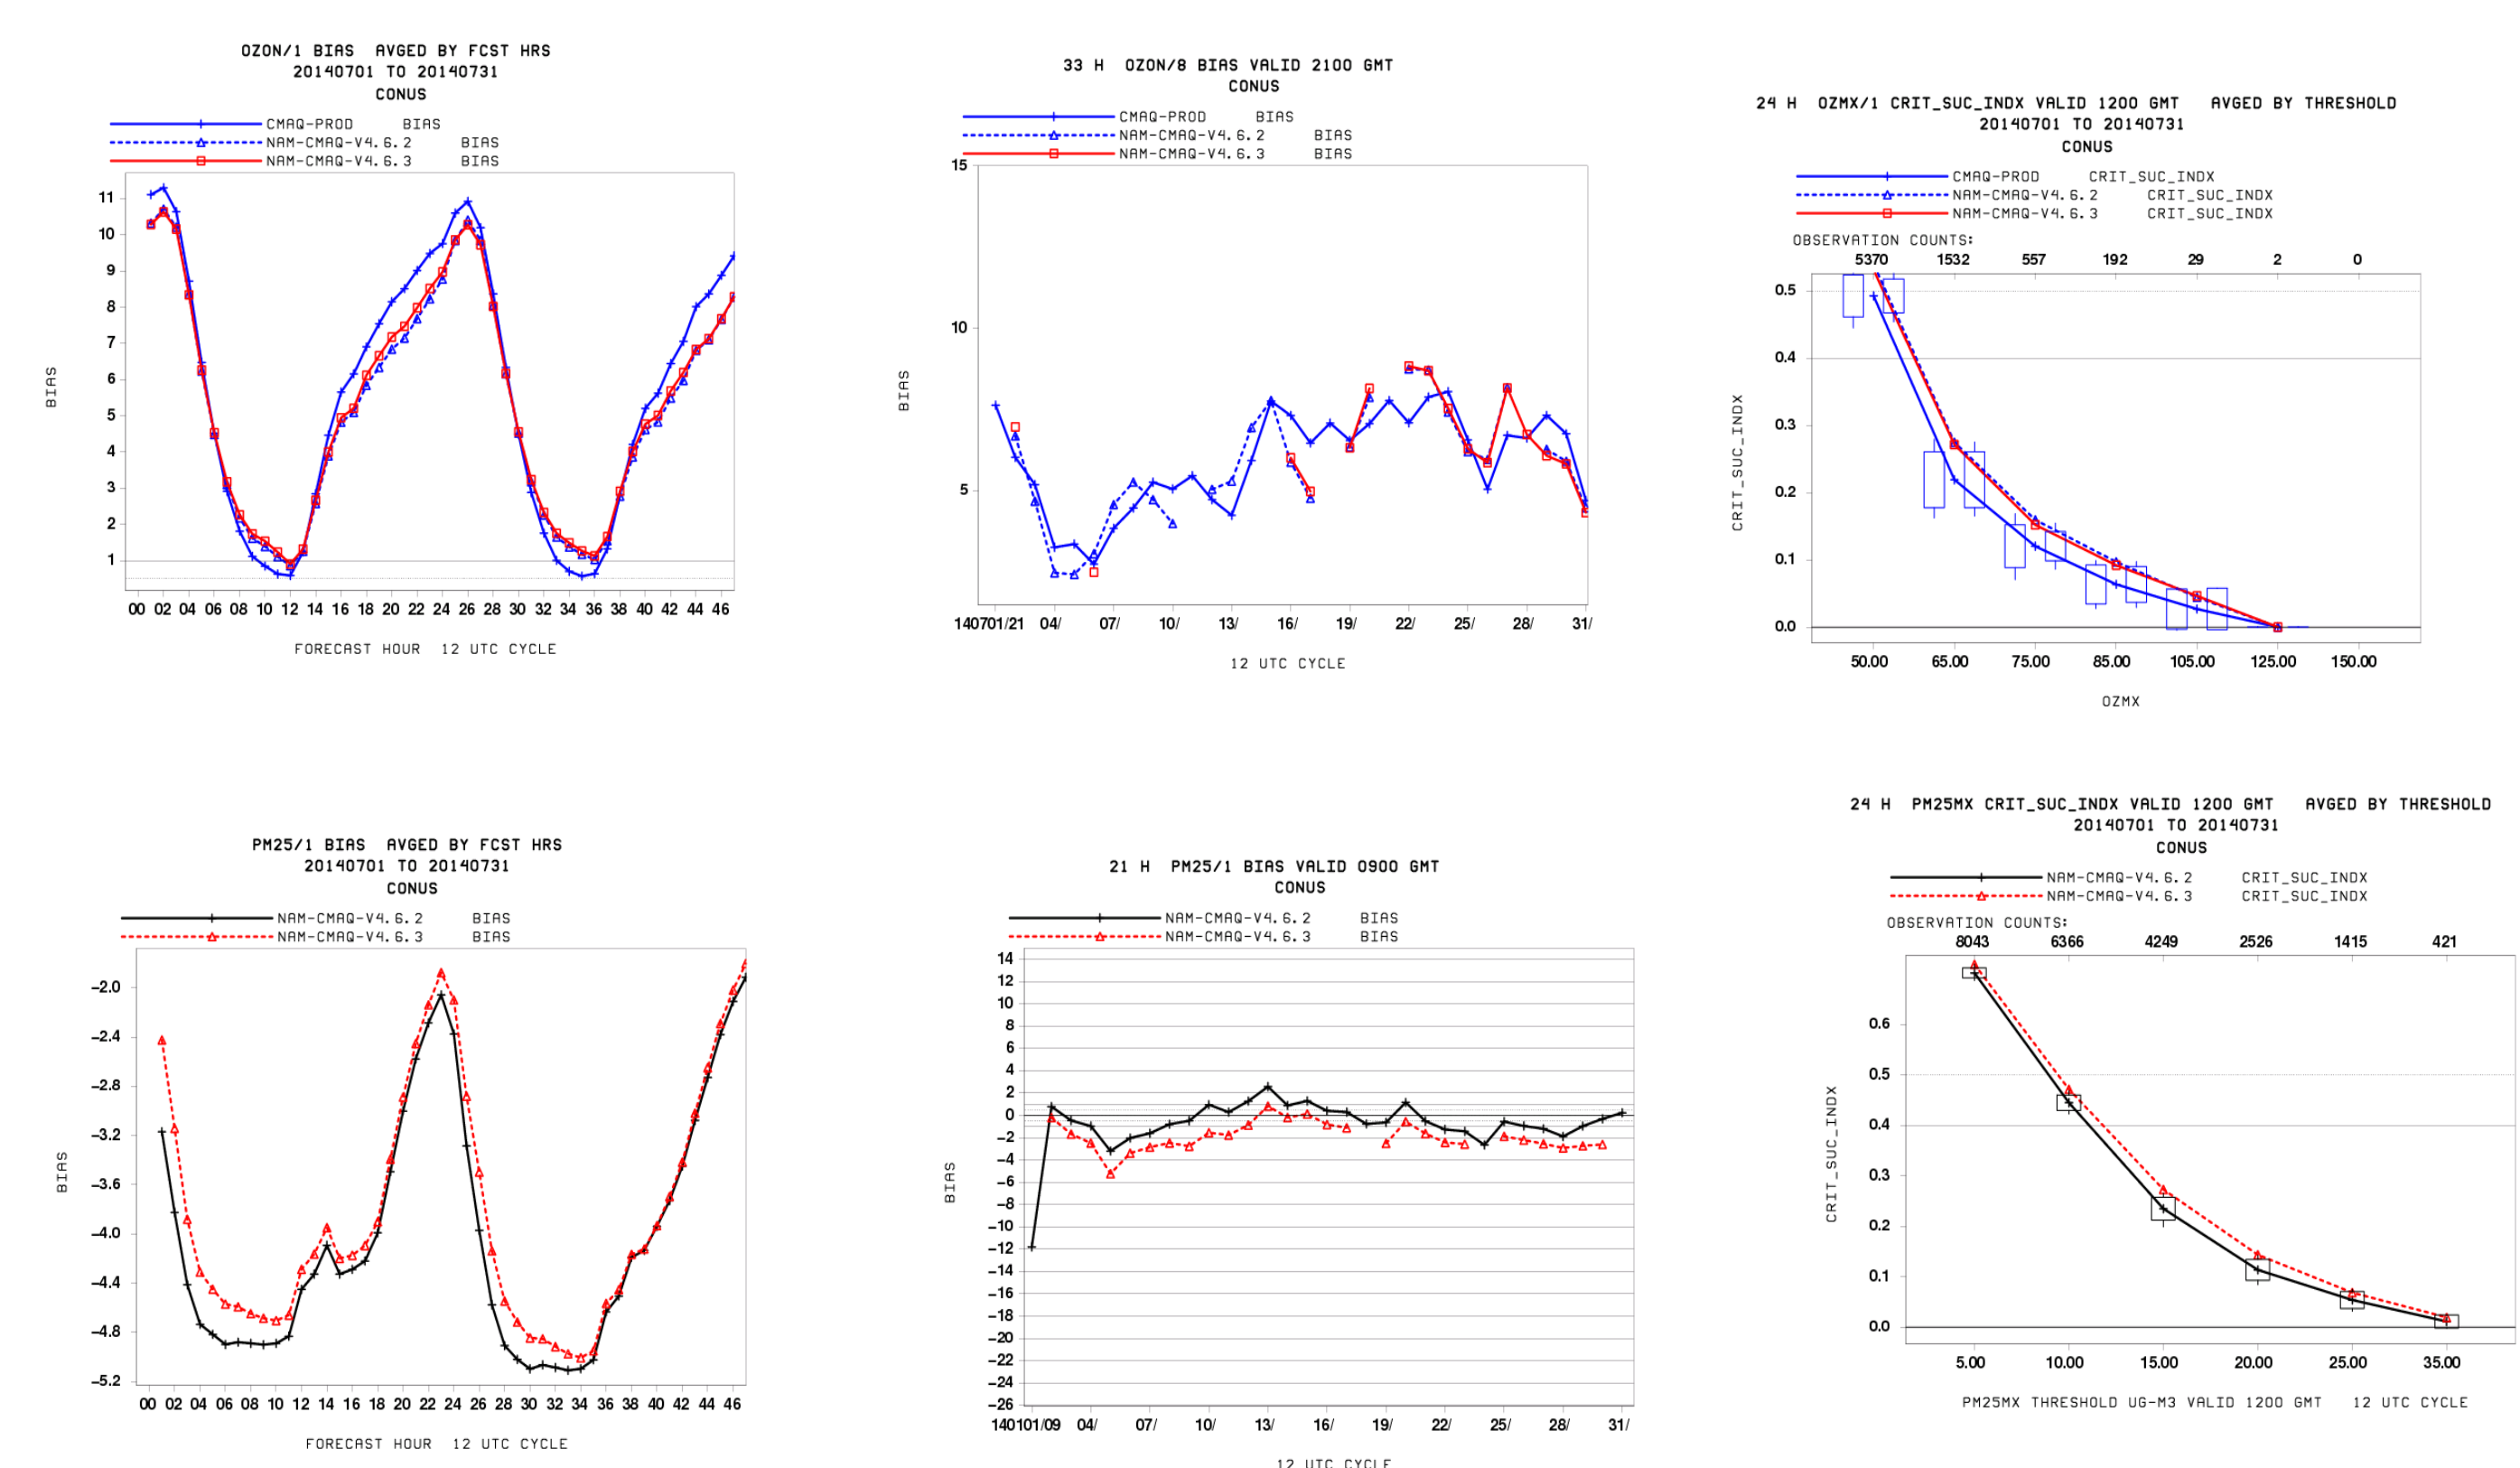 OZON/1 BIAS AVGED BY FCST HRS
20140701 TO 20140731
CONUS
CMAQ-PROD BIAS
NAM-CMAQ-V4.6.2 BIAS
NAM-CMAQ-V4.6.3 BIAS
11
10
9
8
7
6
5
4
3
2
1
BIAS
00 02 04 06 08 10 12 14 16 18 20 22 24 26 28 30 32 34 36 38 40 42 44 46
FORECAST HOUR 12 UTC CYCLE
33 H OZON/8 BIAS VALID 2100 GMT
CONUS
CMAQ-PROD BIAS
NAM-CMAQ-V4.6.2 BIAS
NAM-CMAQ-V4.6.3 BIAS
15
10
5
BIAS
140701/21 04/ 07/ 10/ 13/ 16/ 19/ 22/ 25/ 28/ 31/
12 UTC CYCLE
24 H OZMX/1 CRIT_SUC_INDX VALID 1200 GMT AVGED BY THRESHOLD
20140701 TO 20140731
CONUS
CMAQ-PROD CRIT_SUC_INDX
NAM-CMAQ-V4.6.2 CRIT_SUC_INDX
NAM-CMAQ-V4.6.3 CRIT_SUC_INDX
OBSERVATION COUNTS:
5370 1532 557 192 29 2 0
0.5
0.4
0.3
0.2
0.1
0.0
CRIT_SUC_INDX
50.00 65.00 75.00 85.00 105.00 125.00 150.00
OZMX
PM25/1 BIAS AVGED BY FCST HRS
20140701 TO 20140731
CONUS
NAM-CMAQ-V4.6.2 BIAS
NAM-CMAQ-V4.6.3 BIAS
-2.0
-2.4
-2.8
-3.2
-3.6
-4.0
-4.4
-4.8
-5.2
BIAS
00 02 04 06 08 10 12 14 16 18 20 22 24 26 28 30 32 34 36 38 40 42 44 46
FORECAST HOUR 12 UTC CYCLE
21 H PM25/1 BIAS VALID 0900 GMT
CONUS
NAM-CMAQ-V4.6.2 BIAS
NAM-CMAQ-V4.6.3 BIAS
14
12
10
8
6
4
2
0
-2
-4
-6
-8
-10
-12
-14
-16
-18
-20
-22
-24
-26
BIAS
140101/09 04/ 07/ 10/ 13/ 16/ 19/ 22/ 25/ 28/ 31/
12 UTC CYCLE
24 H PM25MX CRIT_SUC_INDX VALID 1200 GMT AVGED BY THRESHOLD
20140701 TO 20140731
CONUS
NAM-CMAQ-V4.6.2 CRIT_SUC_INDX
NAM-CMAQ-V4.6.3 CRIT_SUC_INDX
OBSERVATION COUNTS:
8043 6366 4249 2526 1415 421
0.6
0.5
0.4
0.3
0.2
0.1
0.0
CRIT_SUC_INDX
5.00 10.00 15.00 20.00 25.00 35.00
PM25MX THRESHOLD UG-M3 VALID 1200 GMT 12 UTC CYCLE